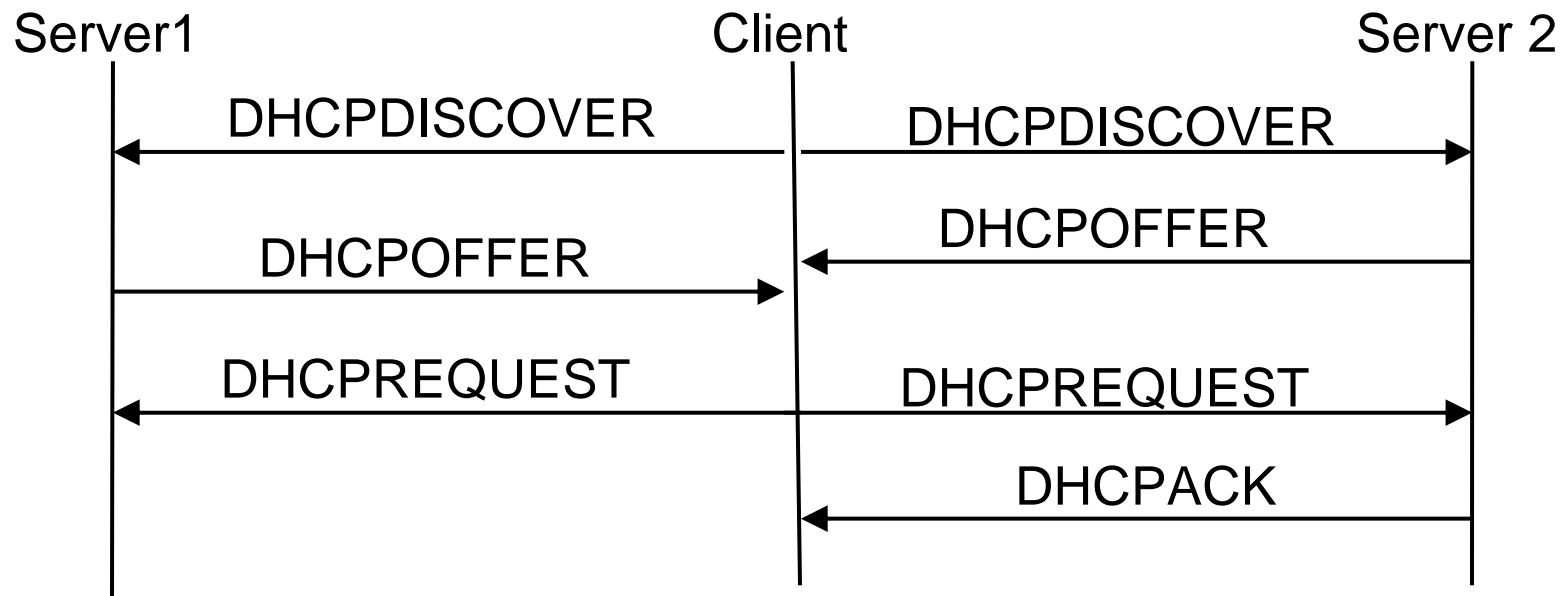 Server1
Client
Server 2
DHCPDISCOVER
DHCPDISCOVER
DHCPOFFER
DHCPOFFER
DHCPREQUEST
DHCPREQUEST
DHCPACK